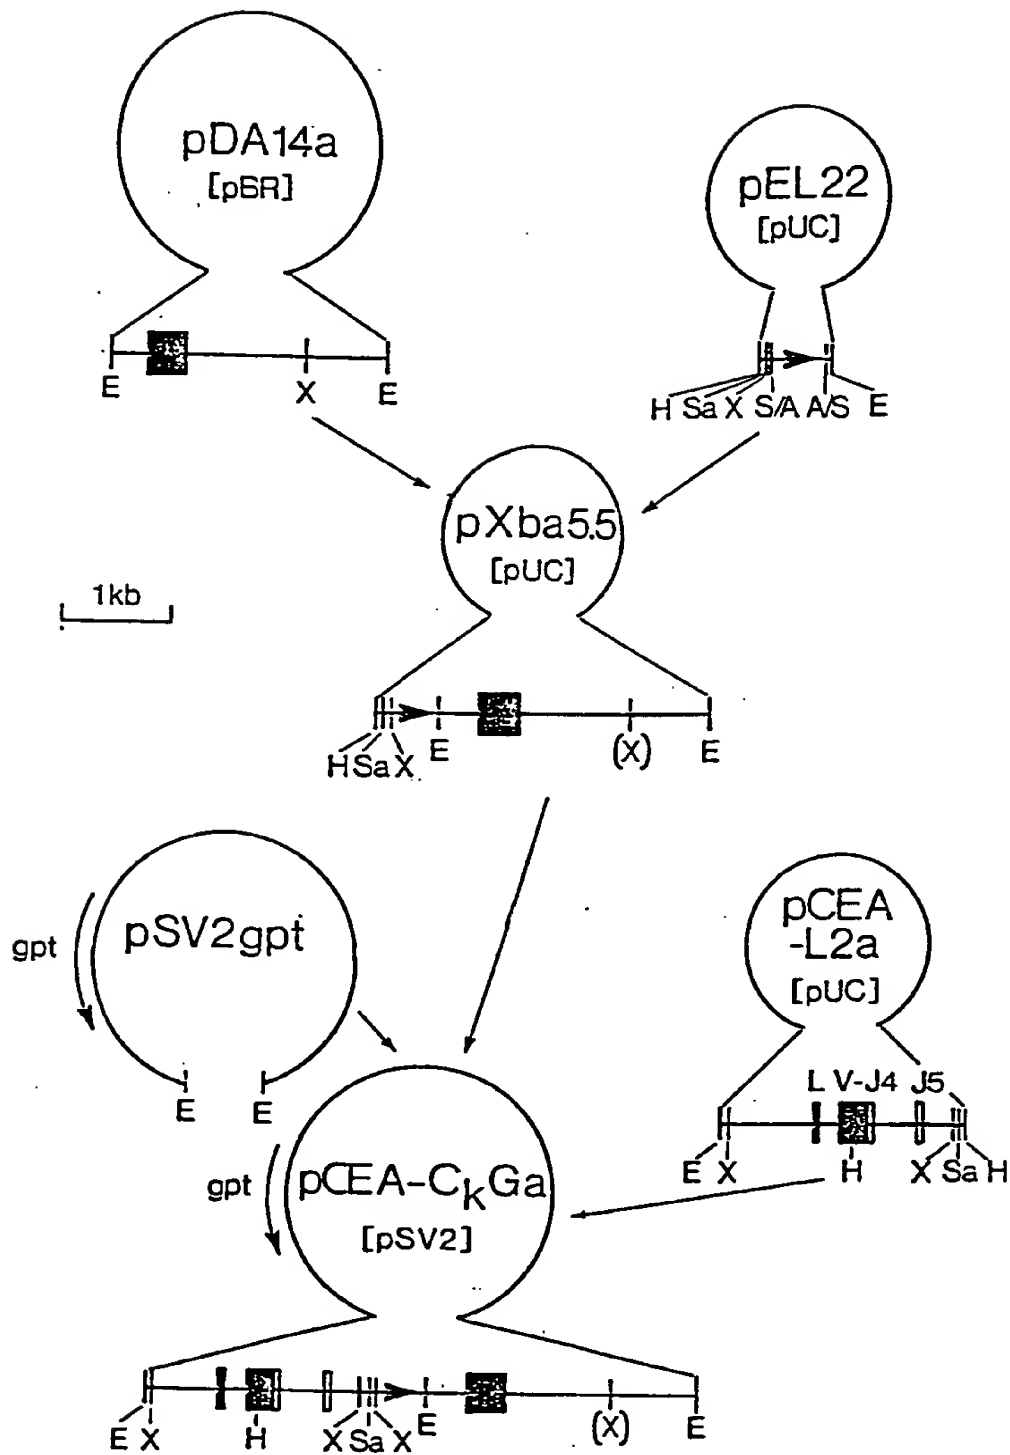 pDA14a
[pBR]
E
X
E
pEL22
[pUC]
H Sa X S/A A/S E
pXba5.5
[pUC]
1kb
H Sa X
E
(X)
E
gpt
pSV2gpt
E
E
pCEA
-L2a
[pUC]
L V-J4 J5
E X
H
X Sa H
gpt
pCEA-CkGa
[pSV2]
E X
H
X Sa X
E
(X)
E